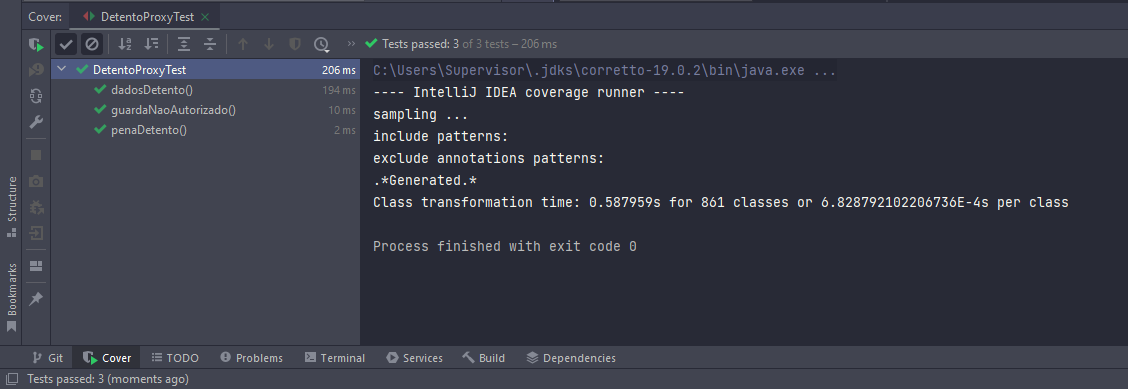 Cover:
DetentoProxyTest
Tests passed: 3 of 3 tests – 206 ms
DetentoProxyTest 206 ms
dadosDetento() 194 ms
guardaNaoAutorizado() 10 ms
penaDetento() 2 ms
C:\Users\Supervisor\.jdks\corretto-19.0.2\bin\java.exe ...
---- IntelliJ IDEA coverage runner ----
sampling ...
include patterns:
exclude annotations patterns:
.*Generated.*
Class transformation time: 0.587959s for 861 classes or 6.828792102206736E-4s per class
Process finished with exit code 0
Structure
Bookmarks
Git
Cover
TODO
Problems
Terminal
Services
Build
Dependencies
Tests passed: 3 (moments ago)